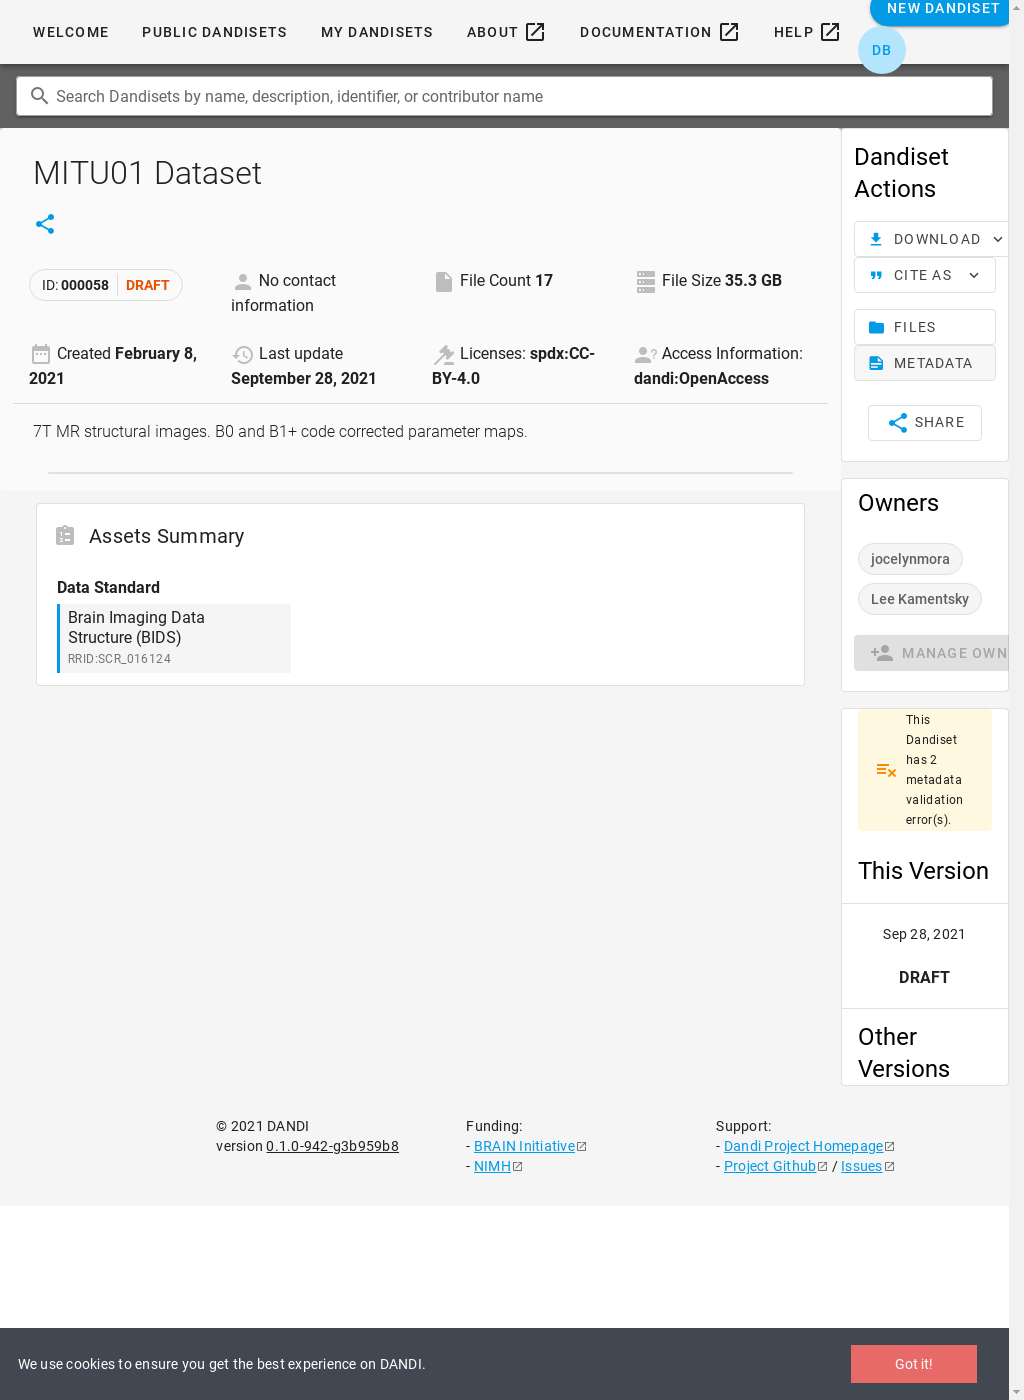 WELCOME PUBLIC DANDISETS MY DANDISETS ABOUT DOCUMENTATION HELP NEW DANDISET
DB
Search Dandisets by name, description, identifier, or contributor name
MITU01 Dataset
ID: 000058 DRAFT
No contact information
File Count 17
File Size 35.3 GB
Created February 8, 2021
Last update September 28, 2021
Licenses: spdx:CC-BY-4.0
Access Information: dandi:OpenAccess
7T MR structural images. B0 and B1+ code corrected parameter maps.
Assets Summary
Data Standard
Brain Imaging Data
Structure (BIDS)
RRID:SCR_016124
Dandiset
Actions
DOWNLOAD
CITE AS
FILES
METADATA
SHARE
Owners
jocelynmora
Lee Kamentsky
MANAGE OWN
This
Dandiset
has 2
metadata
validation
error(s).
This Version
Sep 28, 2021
DRAFT
Other
Versions
© 2021 DANDI
version 0.1.0-942-g3b959b8
Funding:
- BRAIN Initiative
- NIMH
Support:
- Dandi Project Homepage
- Project Github / Issues
We use cookies to ensure you get the best experience on DANDI.
Got it!